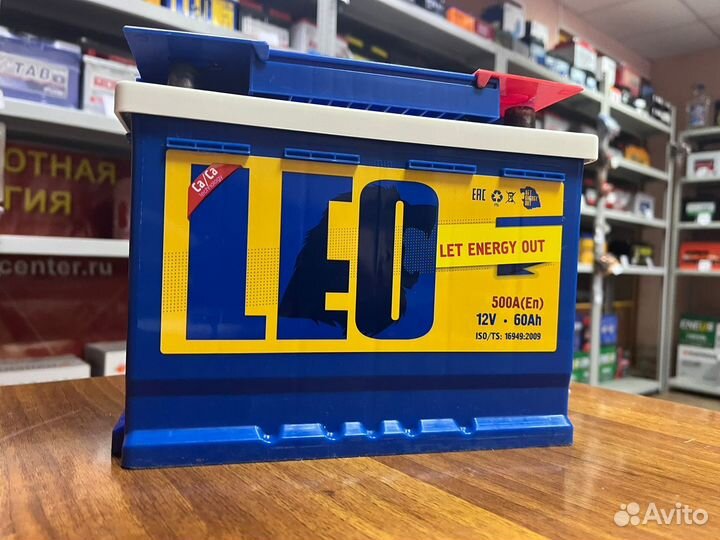 LEO
Ca/Ca
EAC
LET ENERGY OUT
500A(En)
12V • 60Ah
ISO/TS: 16949:2009
ТАБ
ОТНАЯ
ГИЯ
center.ru
Avito